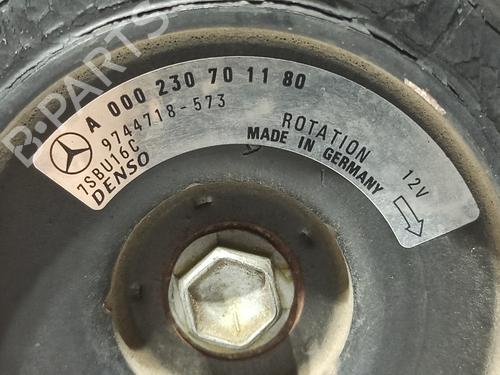 A 000 230 70 11 80
9744718-573
7SBU16C
DENSO
ROTATION
12V
MADE IN GERMANY
B-PARTS